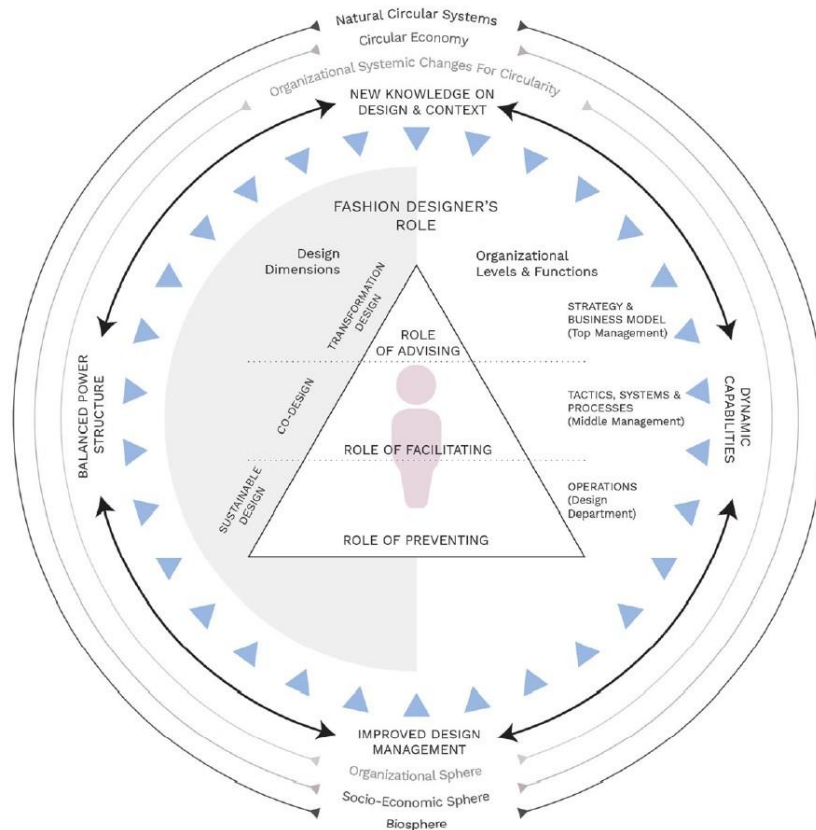 Natural Circular Systems
Circular Economy
Organizational Systemic Changes For Circularity
NEW KNOWLEDGE ON
DESIGN & CONTEXT
FASHION DESIGNER'S
ROLE
Design
Dimensions
Organizational
Levels & Functions
TRANSFORMATION
DESIGN
CO-DESIGN
SUSTAINABLE
DESIGN
ROLE
OF ADVISING
ROLE OF FACILITATING
ROLE OF PREVENTING
STRATEGY &
BUSINESS MODEL
(Top Management)
TACTICS, SYSTEMS &
PROCESSES
(Middle Management)
OPERATIONS
(Design
Department)
BALANCED POWER
STRUCTURE
DYNAMIC
CAPABILITIES
IMPROVED DESIGN
MANAGEMENT
Organizational Sphere
Socio-Economic Sphere
Biosphere